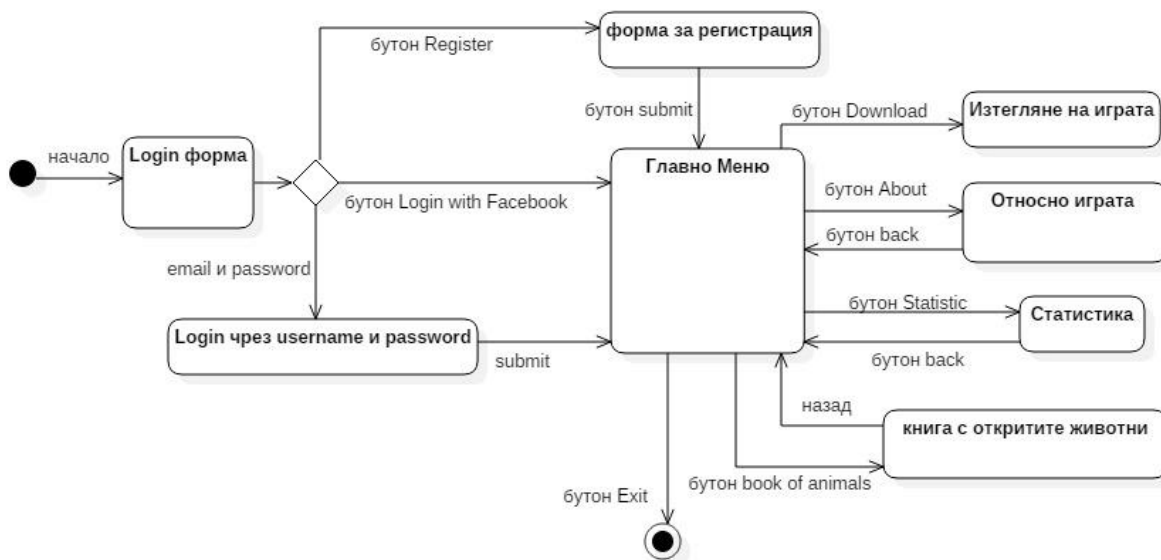 бутон Register
форма за регистрация
бутон submit
бутон Download
Изтегляне на играта
начало
Login форма
Главно Меню
бутон Login with Facebook
бутон About
Относно играта
бутон back
email и password
бутон Statistic
Статистика
Login чрез username и password
submit
бутон back
назад
книга с откритите животни
бутон book of animals
бутон Exit